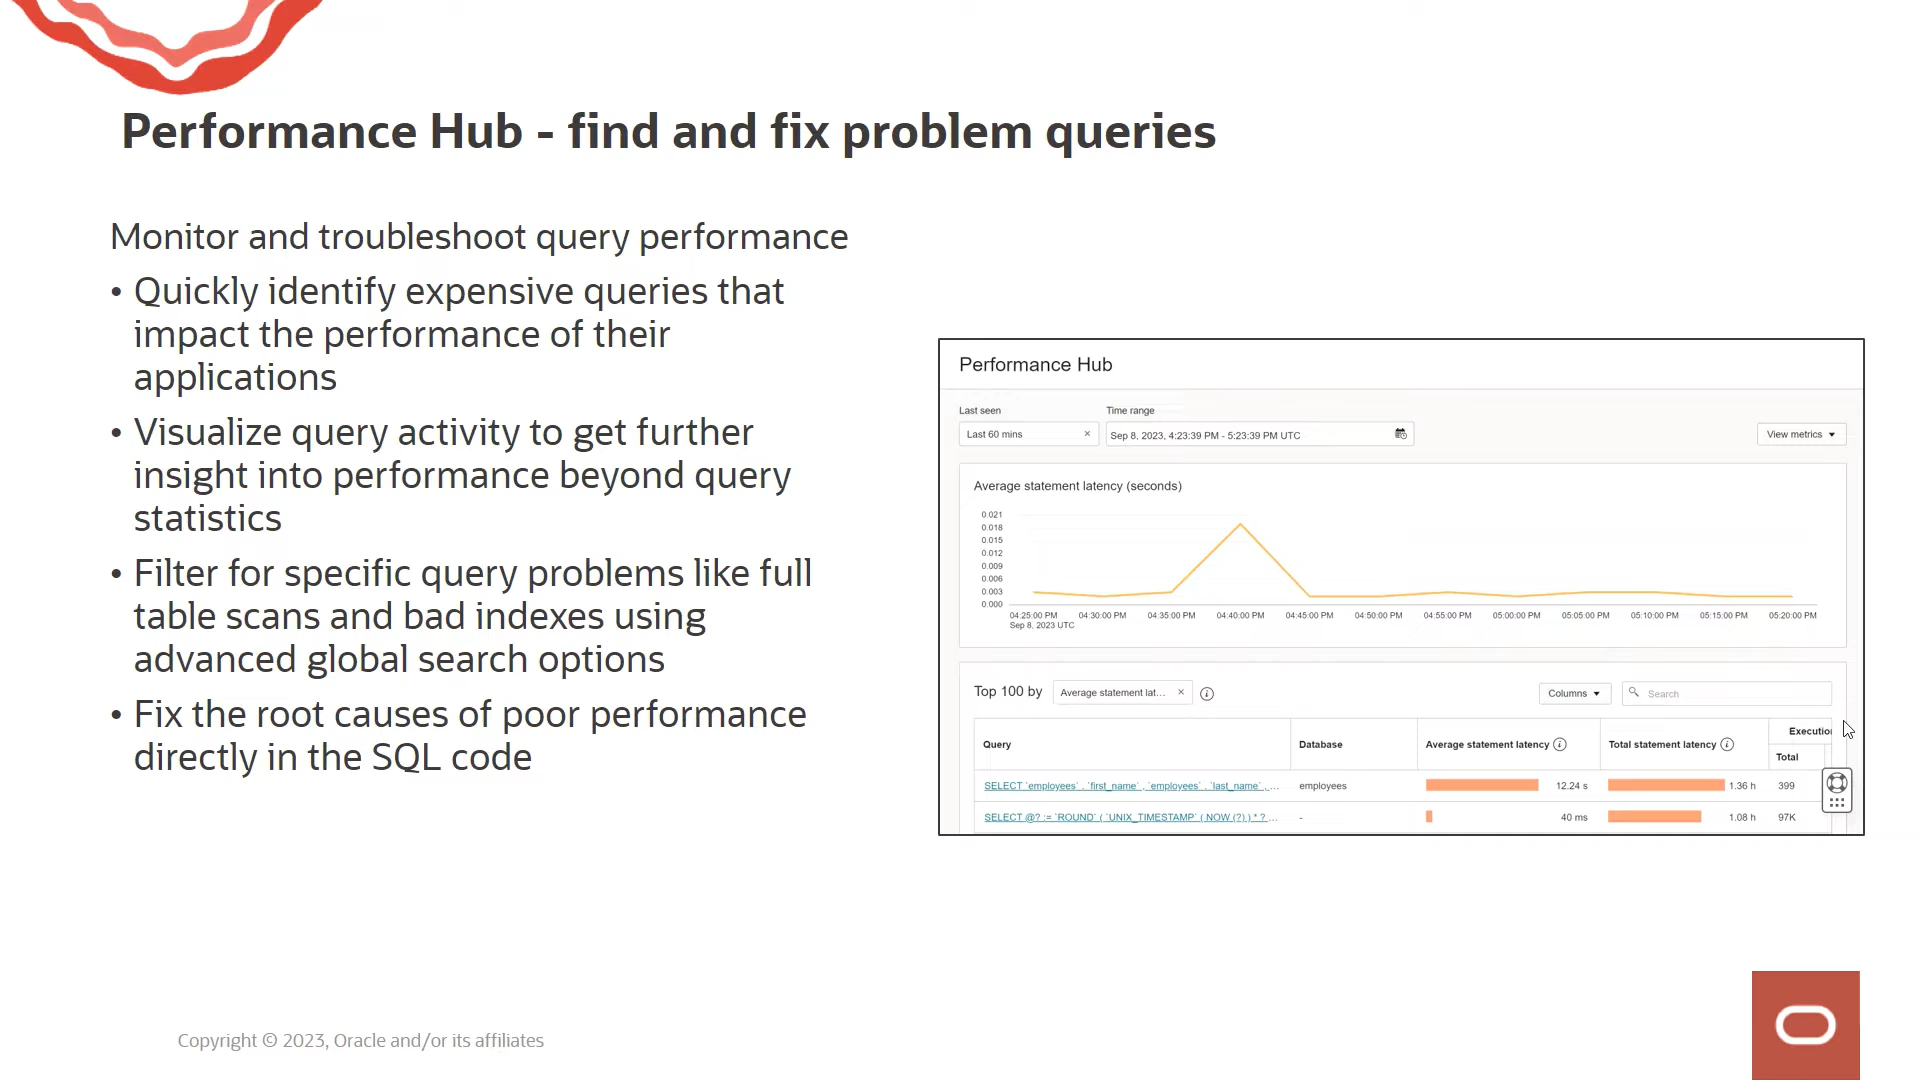 Performance Hub - find and fix problem queries
Monitor and troubleshoot query performance
• Quickly identify expensive queries that
impact the performance of their
applications
• Visualize query activity to get further
insight into performance beyond query
statistics
• Filter for specific query problems like full
table scans and bad indexes using
advanced global search options
• Fix the root causes of poor performance
directly in the SQL code
Performance Hub
Last seen
Time range
Last 60 mins ×
Sep 8, 2023, 4:23:39 PM - 5:23:39 PM UTC
View metrics
Average statement latency (seconds)
0.021
0.018
0.015
0.012
0.009
0.006
0.003
0.000
04:25:00 PM 04:30:00 PM 04:35:00 PM 04:40:00 PM 04:45:00 PM 04:50:00 PM 04:55:00 PM 05:00:00 PM 05:05:00 PM 05:10:00 PM 05:15:00 PM 05:20:00 PM
Sep 8, 2023 UTC
Top 100 by Average statement lat... × i
Columns
Search
Query Database Average statement latency i Total statement latency i Execution
Total
SELECT `employees` . `first_name` , `employees` . `last_name` , ... employees 12.24 s 1.36 h 399
SELECT @? := `ROUND` ( `UNIX_TIMESTAMP` ( NOW (?) ) * ? ... - 40 ms 1.08 h 97K
Copyright © 2023, Oracle and/or its affiliates